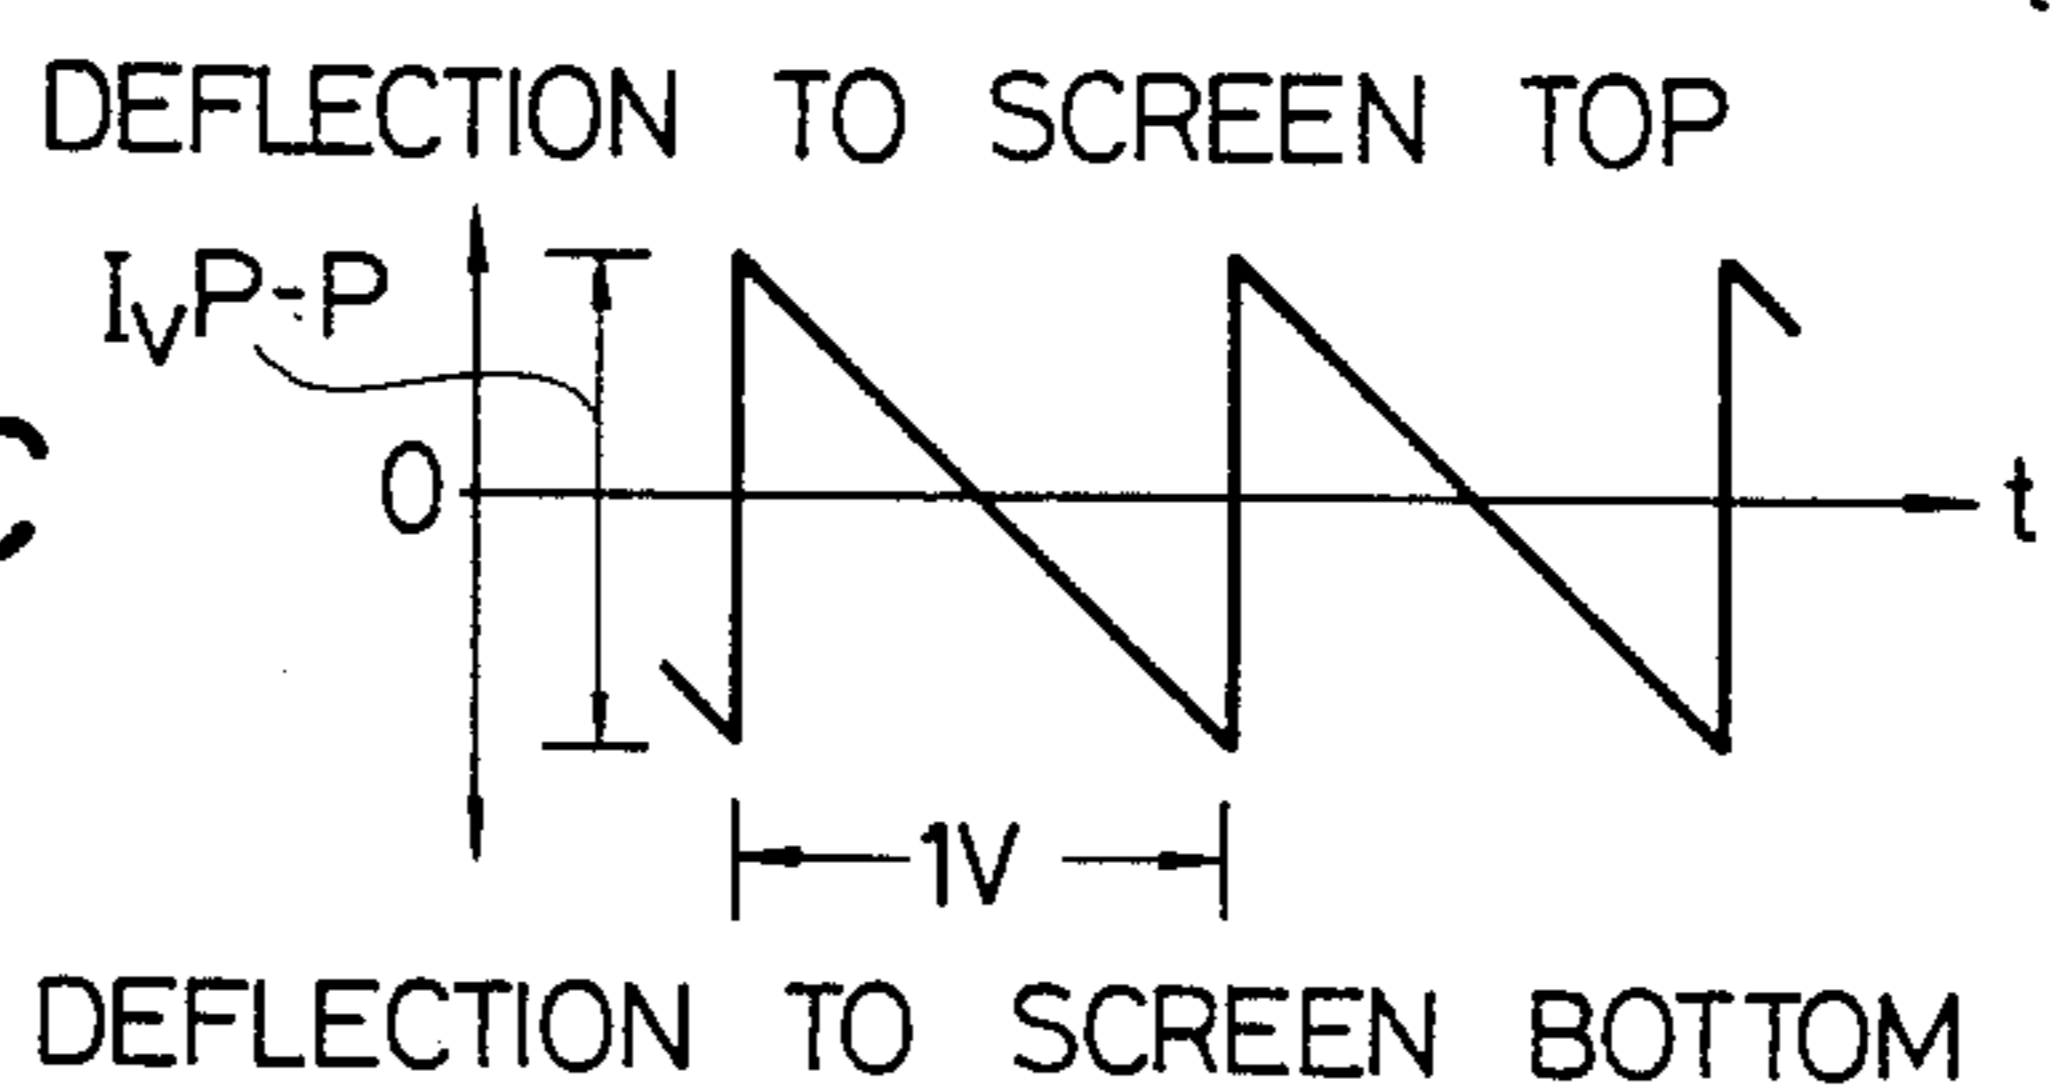 DEFLECTION TO SCREEN TOP
IVP-P
0
t
1V
DEFLECTION TO SCREEN BOTTOM